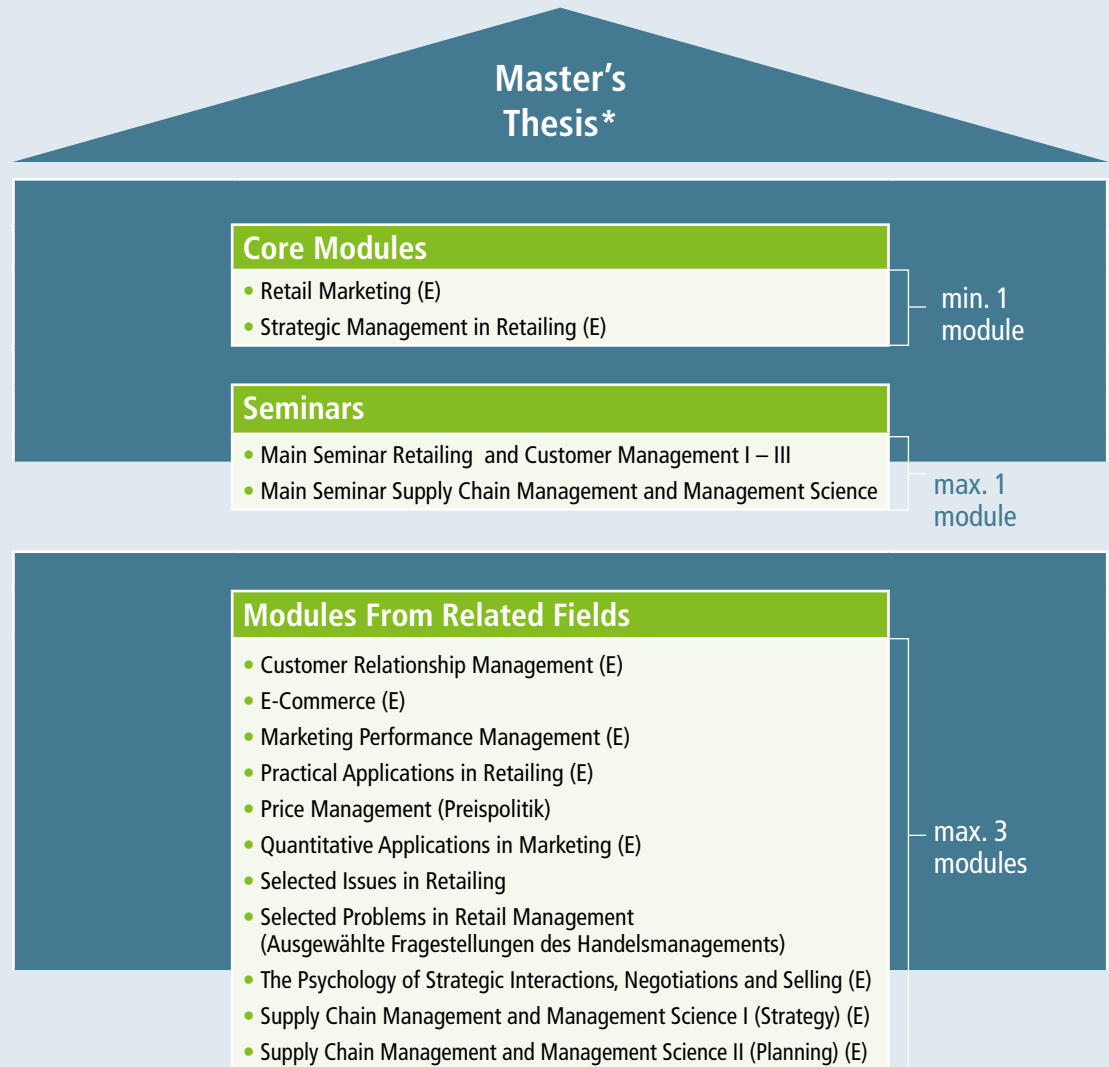 Master's
Thesis*
Core Modules
• Retail Marketing (E)
• Strategic Management in Retailing (E)
min. 1
module
Seminars
• Main Seminar Retailing and Customer Management I – III
• Main Seminar Supply Chain Management and Management Science
max. 1
module
Modules From Related Fields
• Customer Relationship Management (E)
• E-Commerce (E)
• Marketing Performance Management (E)
• Practical Applications in Retailing (E)
• Price Management (Preispolitik)
• Quantitative Applications in Marketing (E)
• Selected Issues in Retailing
• Selected Problems in Retail Management
(Ausgewählte Fragestellungen des Handelsmanagements)
• The Psychology of Strategic Interactions, Negotiations and Selling (E)
• Supply Chain Management and Management Science I (Strategy) (E)
• Supply Chain Management and Management Science II (Planning) (E)
max. 3
modules